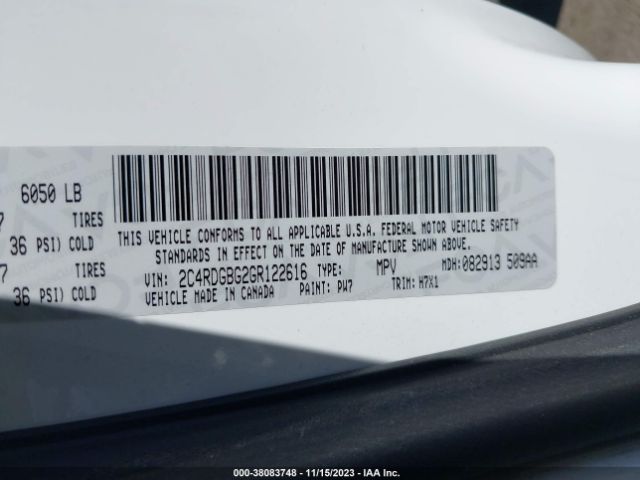 6050 LB
7 TIRES
36 PSI) COLD
7 TIRES
36 PSI) COLD
THIS VEHICLE CONFORMS TO ALL APPLICABLE U.S.A. FEDERAL MOTOR VEHICLE SAFETY
STANDARDS IN EFFECT ON THE DATE OF MANUFACTURE SHOWN ABOVE.
VIN: 2C4RDGBG2GR122616 TYPE: MPV MDH: 082913 509AA
VEHICLE MADE IN CANADA PAINT: PW7 TRIM: H7X1
000-38083748 - 11/15/2023 - IAA Inc.